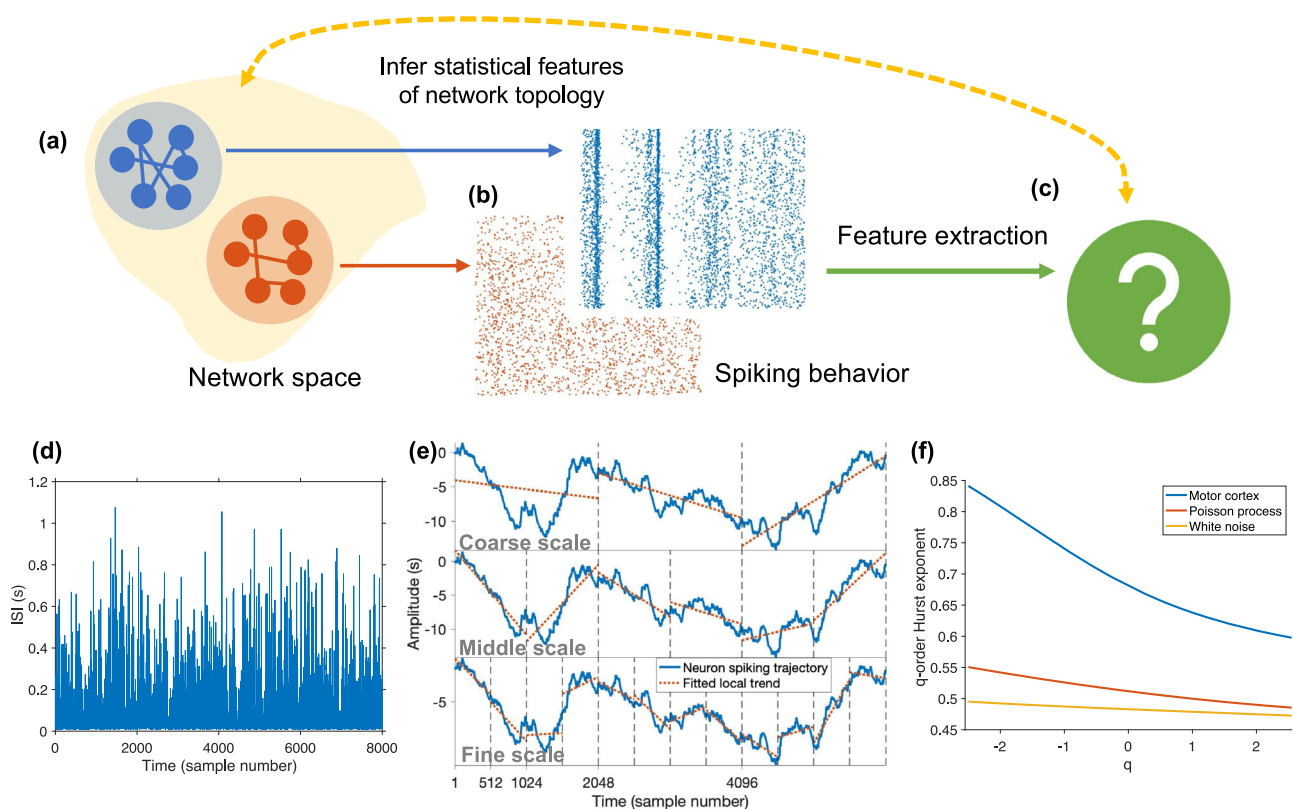 Infer statistical features
of network topology
(a)
(b)
(c)
Feature extraction
?
Network space
Spiking behavior
(d)
1.2
1
0.8
0.6
0.4
0.2
0
ISI (s)
0 2000 4000 6000 8000
Time (sample number)
(e)
0
-5
-10
Coarse scale
0
-5
-10
Middle scale
Amplitude (s)
Neuron spiking trajectory
Fitted local trend
-5
Fine scale
1 512 1024 2048 4096
Time (sample number)
(f)
0.85
0.8
0.75
0.7
0.65
0.6
0.55
0.5
0.45
q-order Hurst exponent
Motor cortex
Poisson process
White noise
-2 -1 0 1 2
q